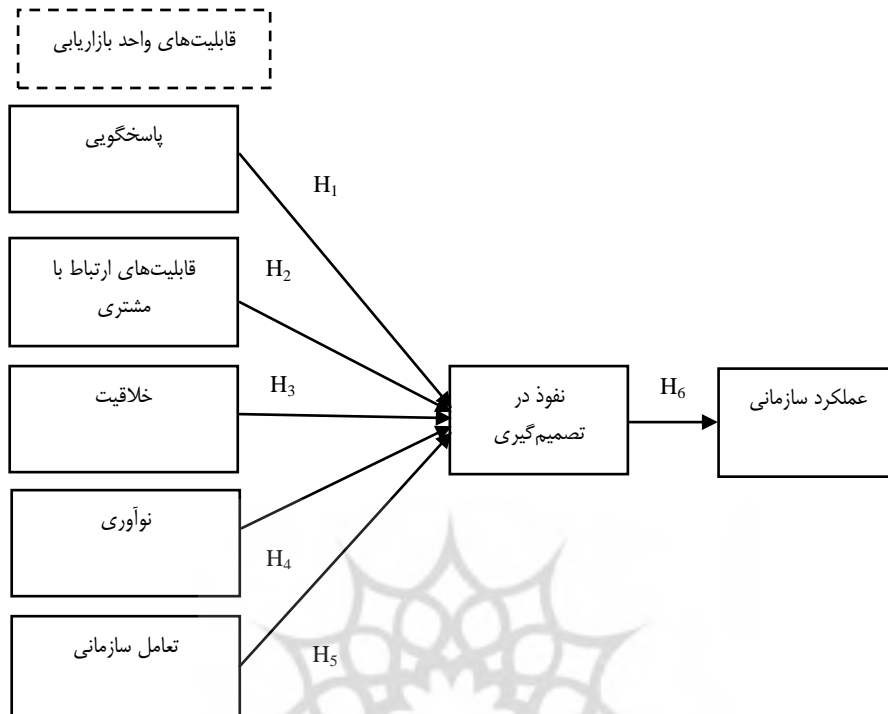 قابلیت‌های واحد بازاریابی
پاسخگویی
H₁
قابلیت‌های ارتباط با
مشتری
H₂
خلاقیت
H₃
نفوذ در
تصمیم‌گیری
H₆
عملکرد سازمانی
نوآوری
H₄
تعامل سازمانی
H₅